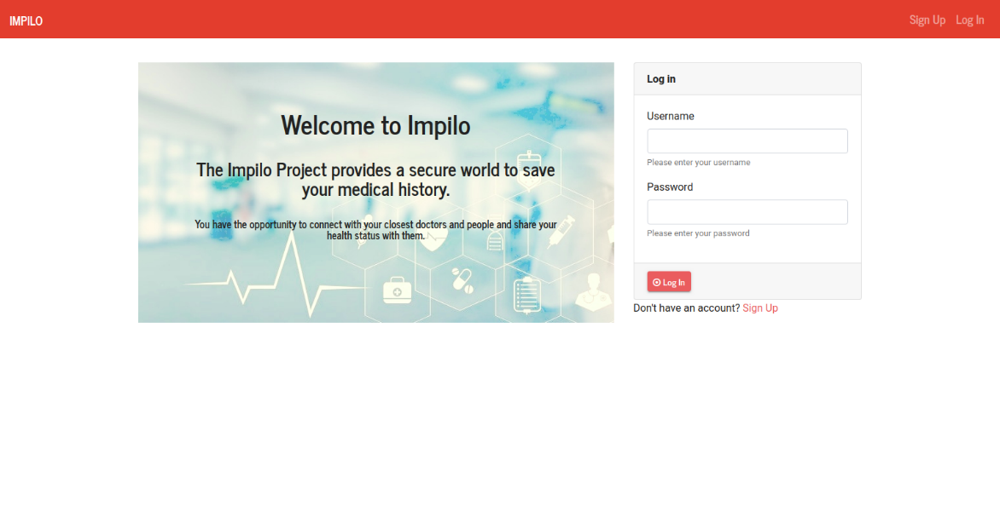 IMPILO
Sign Up
Log In
Welcome to Impilo
The Impilo Project provides a secure world to save
your medical history.
You have the opportunity to connect with your closest doctors and people and share your
health status with them.
Log in
Username
Please enter your username
Password
Please enter your password
Log In
Don't have an account? Sign Up